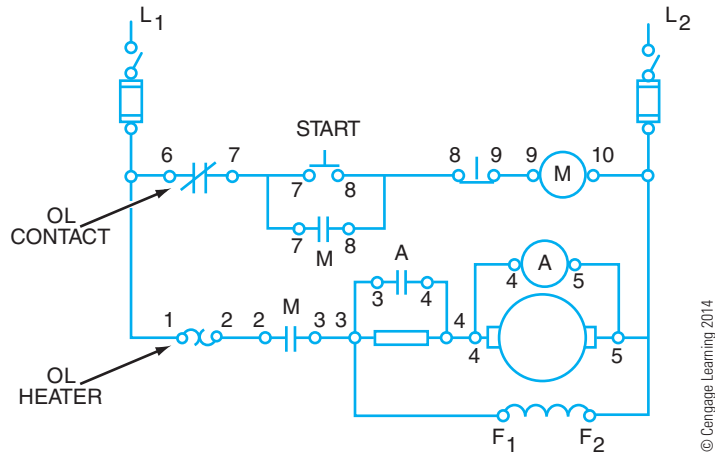 L1
L2
START
6 7 8 9 9 10
7 8
M
OL
CONTACT
7 8
M
A
A
4 5
3 4
1 2 2 M 3 3 4
4 5
OL
HEATER
F1 F2
© Cengage Learning 2014